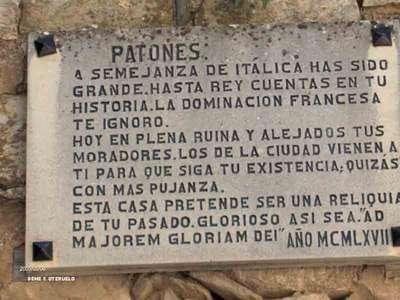 PATONES.
A SEMEJANZA DE ITÁLICA HAS SIDO
GRANDE. HASTA REY CUENTAS EN TU
HISTORIA. LA DOMINACION FRANCESA
TE IGNORO.
HOY EN PLENA RUINA Y ALEJADOS TUS
MORADORES. LOS DE LA CIUDAD VIENEN A
TI PARA QUE SIGA TU EXISTENCIA; QUIZÁS
CON MAS PUJANZA.
ESTA CASA PRETENDE SER UNA RELIQUIA
DE TU PASADO. GLORIOSO ASI SEA. "AD
MAJOREM GLORIAM DEI" AÑO MCMLXVII